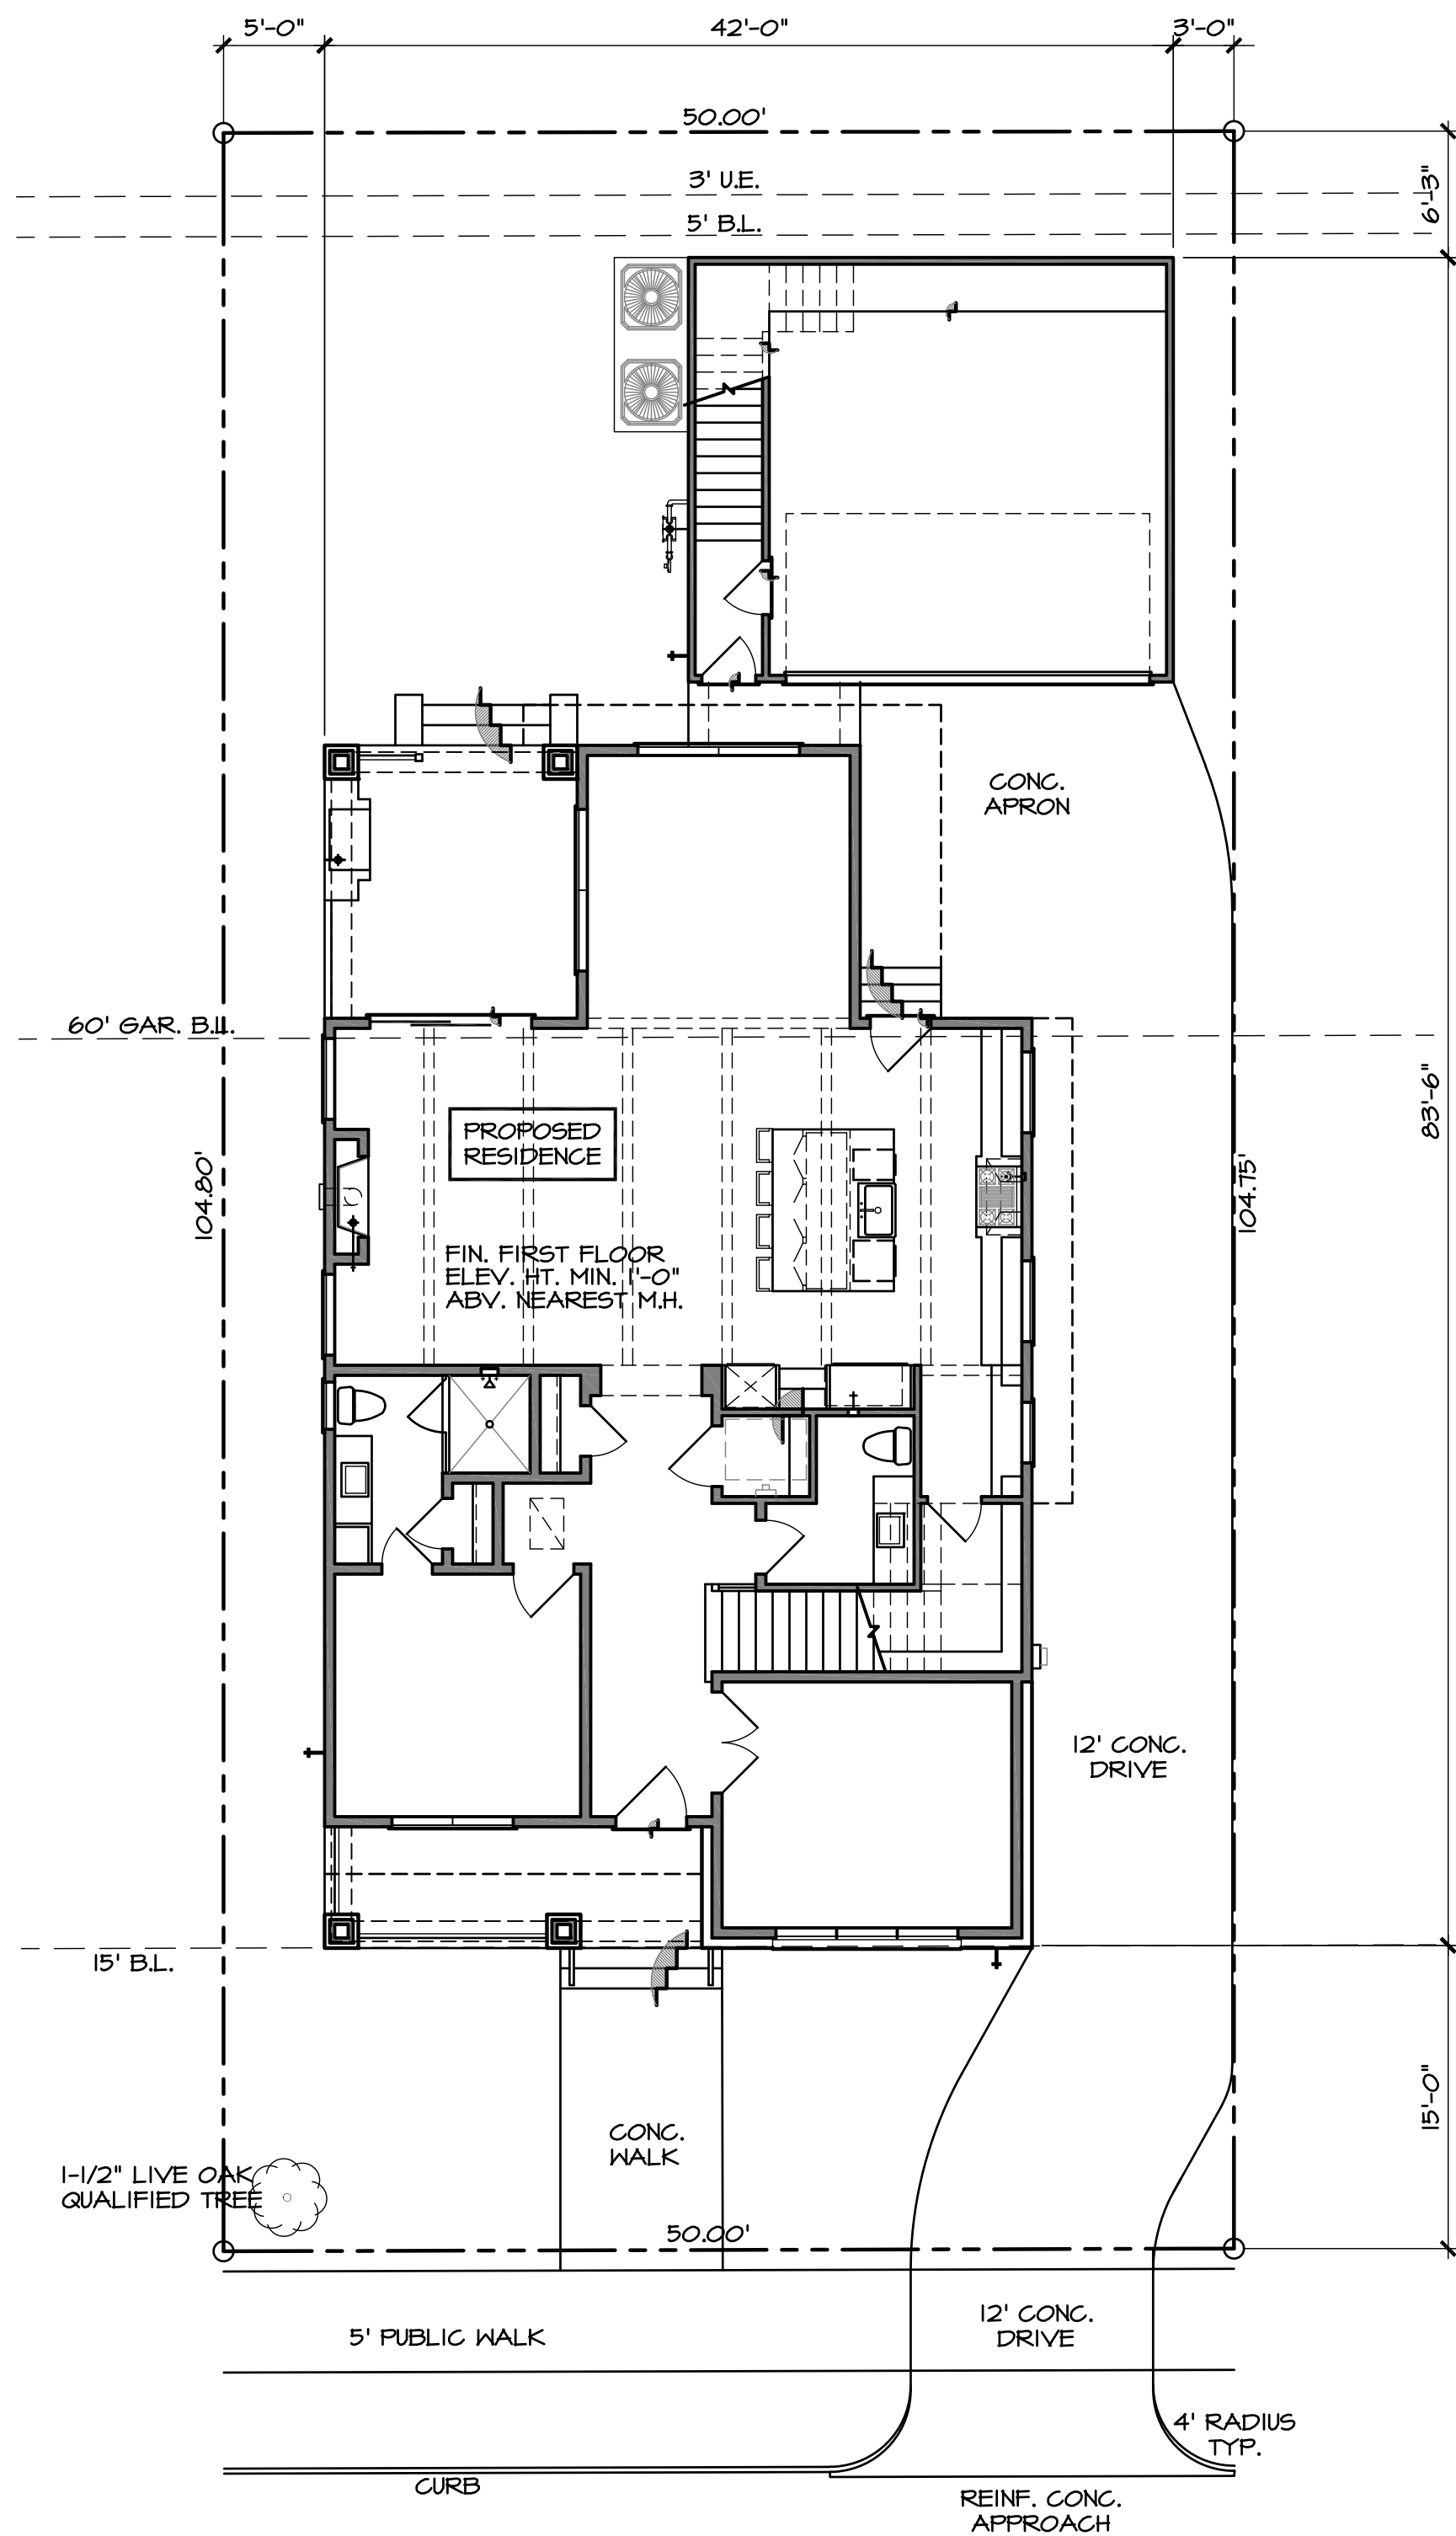 5'-0"
42'-0"
3'-0"
50.00'
3' U.E.
6'-3"
5' B.L.
CONC.
APRON
60' GAR. B.L.
83'-6"
PROPOSED
RESIDENCE
104.80'
104.75'
FIN. FIRST FLOOR
ELEV. HT. MIN. 1'-0"
ABV. NEAREST M.H.
12' CONC.
DRIVE
15' B.L.
15'-0"
CONC.
WALK
1-1/2" LIVE OAK
QUALIFIED TREE
50.00'
12' CONC.
DRIVE
5' PUBLIC WALK
4' RADIUS
TYP.
CURB
REINF. CONC.
APPROACH